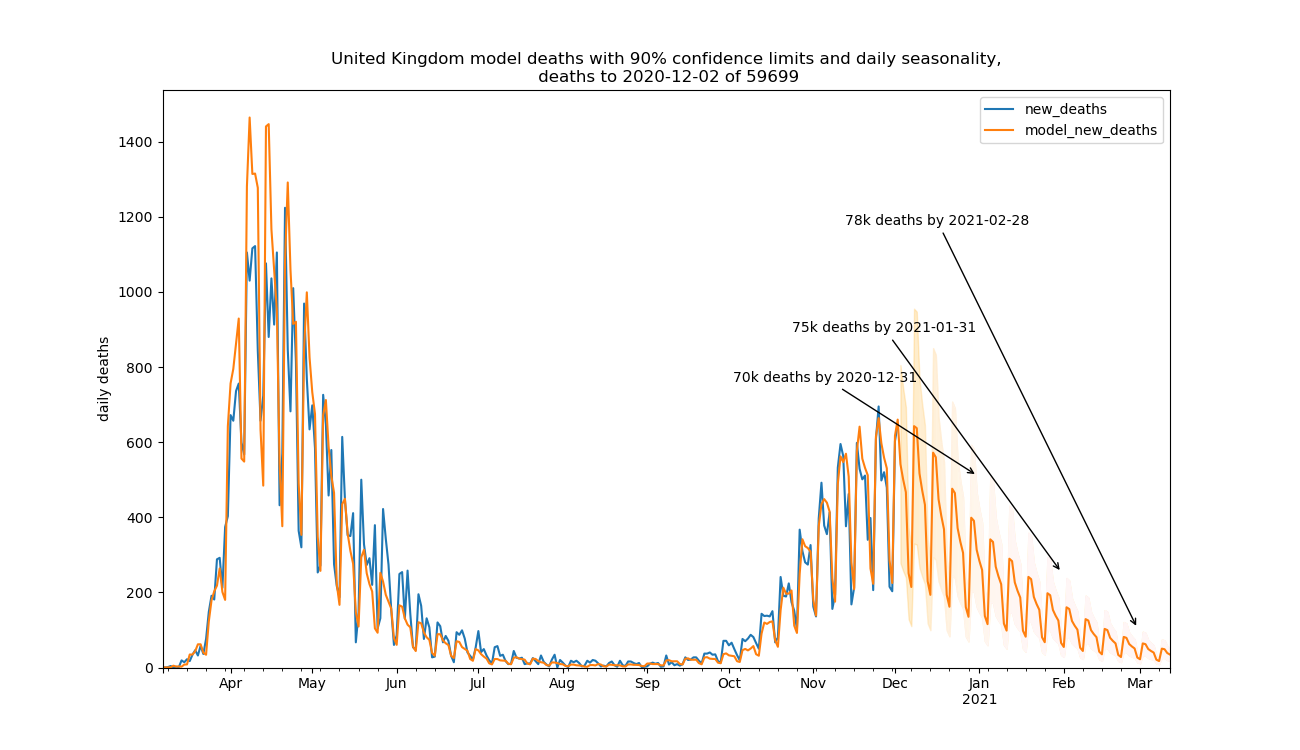 United Kingdom model deaths with 90% confidence limits and daily seasonality,
deaths to 2020-12-02 of 59699
new_deaths
model_new_deaths
1400
1200
1000
800
600
400
200
0
daily deaths
78k deaths by 2021-02-28
75k deaths by 2021-01-31
70k deaths by 2020-12-31
Apr May Jun Jul Aug Sep Oct Nov Dec Jan Feb Mar
2021